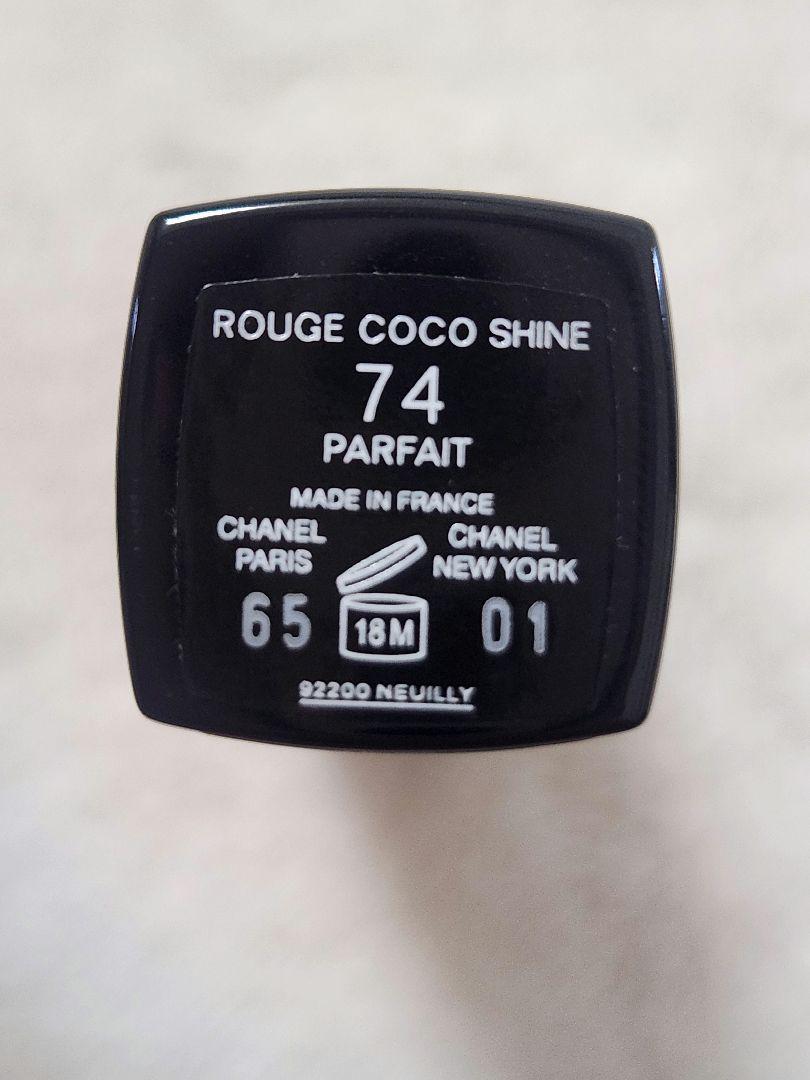 ROUGE COCO SHINE
74
PARFAIT
MADE IN FRANCE
CHANEL
PARIS
CHANEL
NEW YORK
65
18M
01
92200 NEUILLY